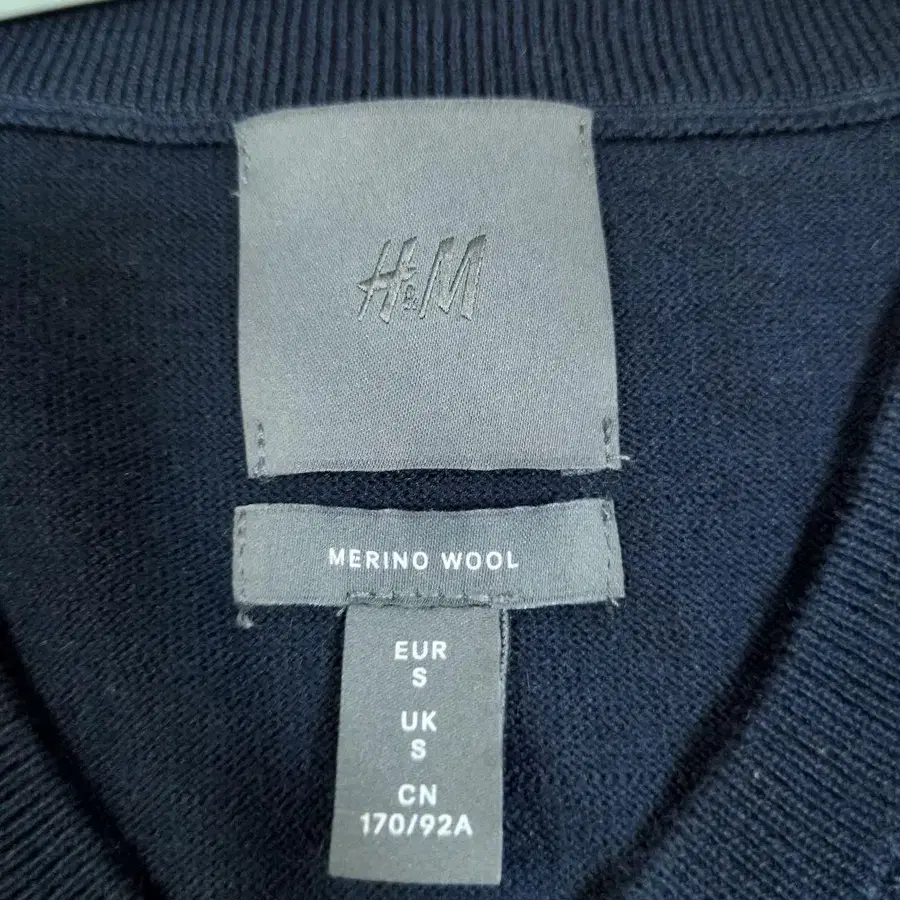 H&M
MERINO WOOL
EUR
S
UK
S
CN
170/92A